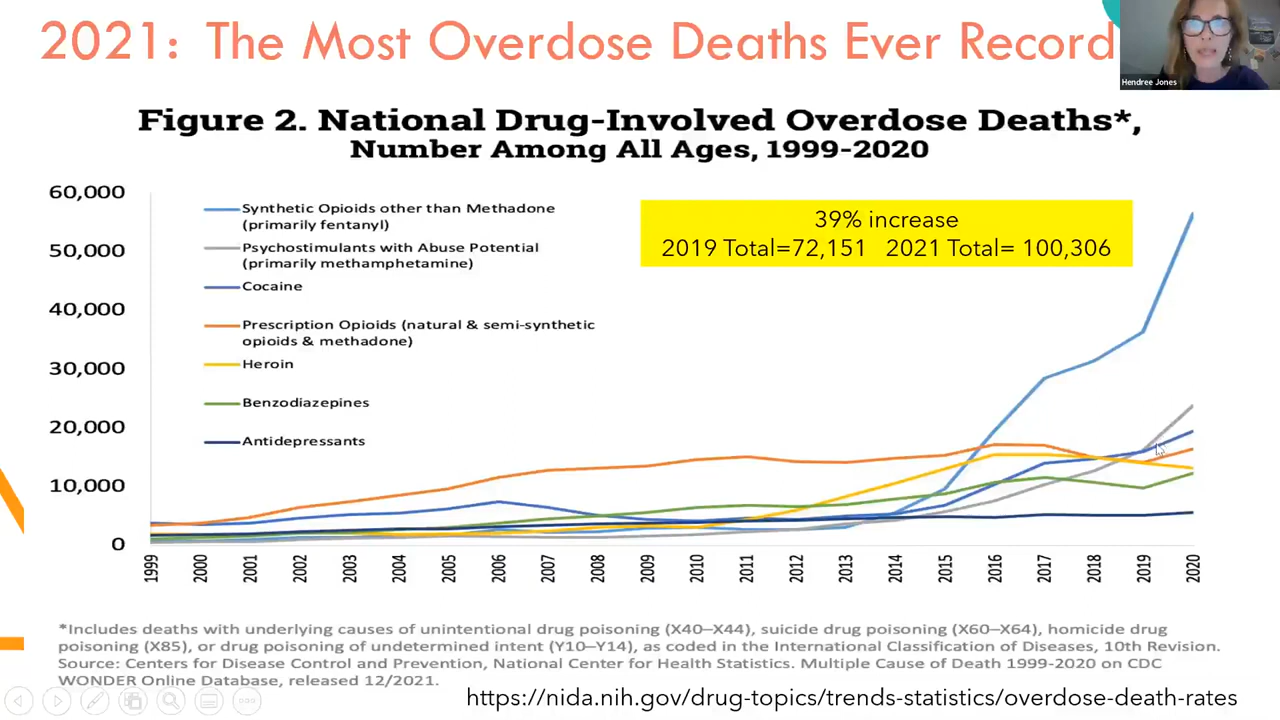 2021: The Most Overdose Deaths Ever Record
Hendree Jones
Figure 2. National Drug-Involved Overdose Deaths*,
Number Among All Ages, 1999-2020
60,000
50,000
40,000
30,000
20,000
10,000
0
Synthetic Opioids other than Methadone
(primarily fentanyl)
Psychostimulants with Abuse Potential
(primarily methamphetamine)
Cocaine
Prescription Opioids (natural & semi-synthetic
opioids & methadone)
Heroin
Benzodiazepines
Antidepressants
39% increase
2019 Total=72,151 2021 Total= 100,306
1999 2000 2001 2002 2003 2004 2005 2006 2007 2008 2009 2010 2011 2012 2013 2014 2015 2016 2017 2018 2019 2020
*Includes deaths with underlying causes of unintentional drug poisoning (X40–X44), suicide drug poisoning (X60–X64), homicide drug
poisoning (X85), or drug poisoning of undetermined intent (Y10–Y14), as coded in the International Classification of Diseases, 10th Revision.
Source: Centers for Disease Control and Prevention, National Center for Health Statistics. Multiple Cause of Death 1999-2020 on CDC
WONDER Online Database, released 12/2021.
https://nida.nih.gov/drug-topics/trends-statistics/overdose-death-rates